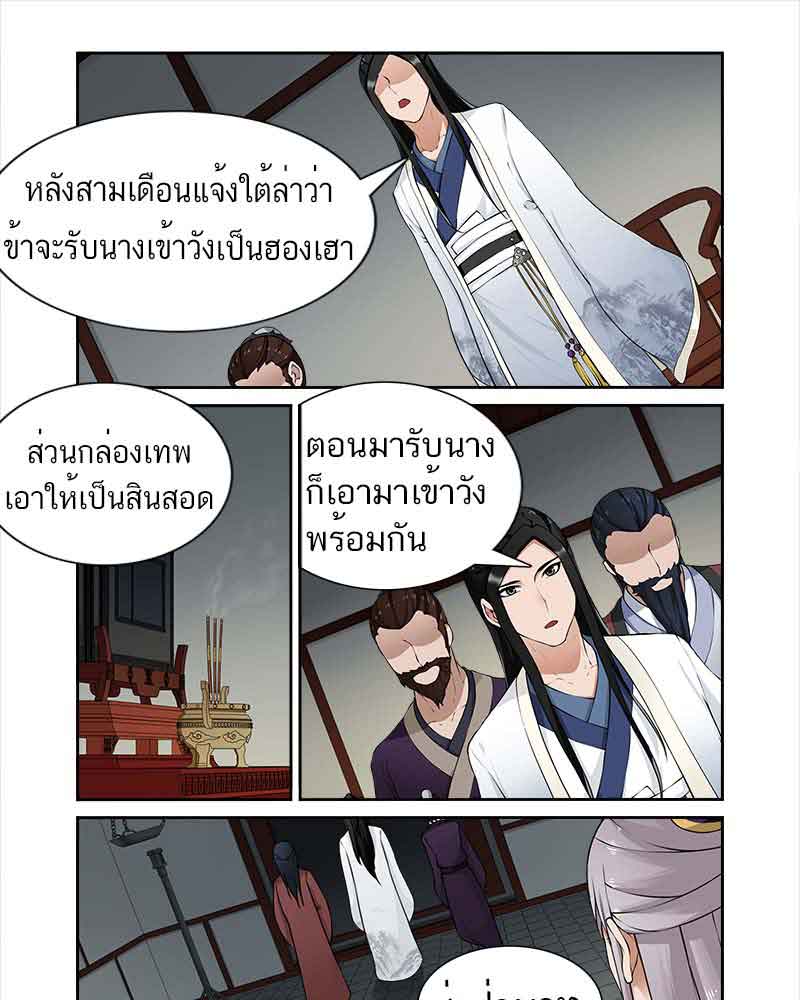 หลังสามเดือนแจ้งใต้ล่าว่า
ข้าจะรับนางเข้าวังเป็นฮองเฮา
ส่วนกล่องเทพ
เอาให้เป็นสินสอด
ตอนมารับนาง
ก็เอามาเข้าวัง
พร้อมกัน